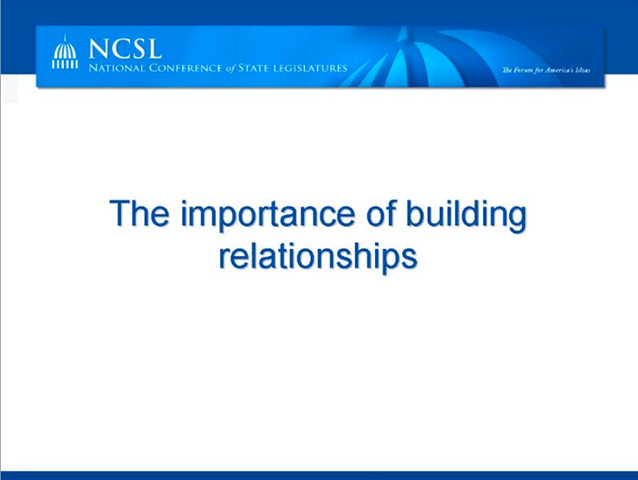 NCSL
NATIONAL CONFERENCE of STATE LEGISLATURES
The Forum for America's Ideas
The importance of building
relationships